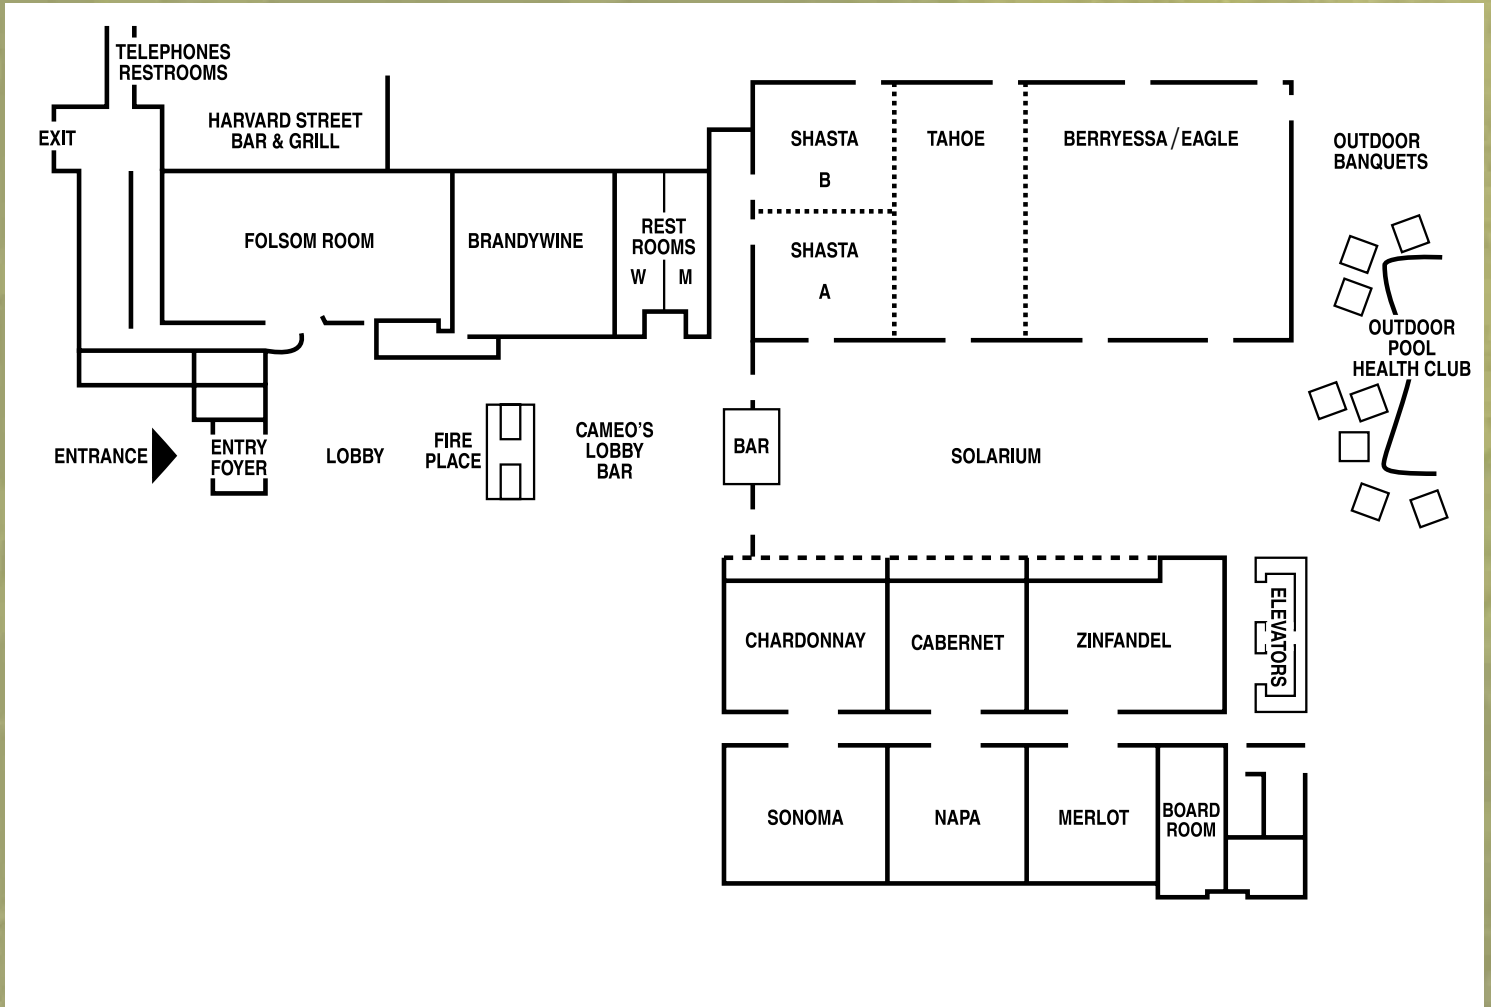 TELEPHONES
RESTROOMS
EXIT
HARVARD STREET
BAR & GRILL
FOLSOM ROOM
BRANDYWINE
REST
ROOMS
W M
SHASTA
B
SHASTA
A
TAHOE
BERRYESSA / EAGLE
OUTDOOR
BANQUETS
OUTDOOR
POOL
HEALTH CLUB
ENTRANCE
ENTRY
FOYER
LOBBY
FIRE
PLACE
CAMEO'S
LOBBY
BAR
BAR
SOLARIUM
CHARDONNAY
CABERNET
ZINFANDEL
ELEVATORS
SONOMA
NAPA
MERLOT
BOARD
ROOM